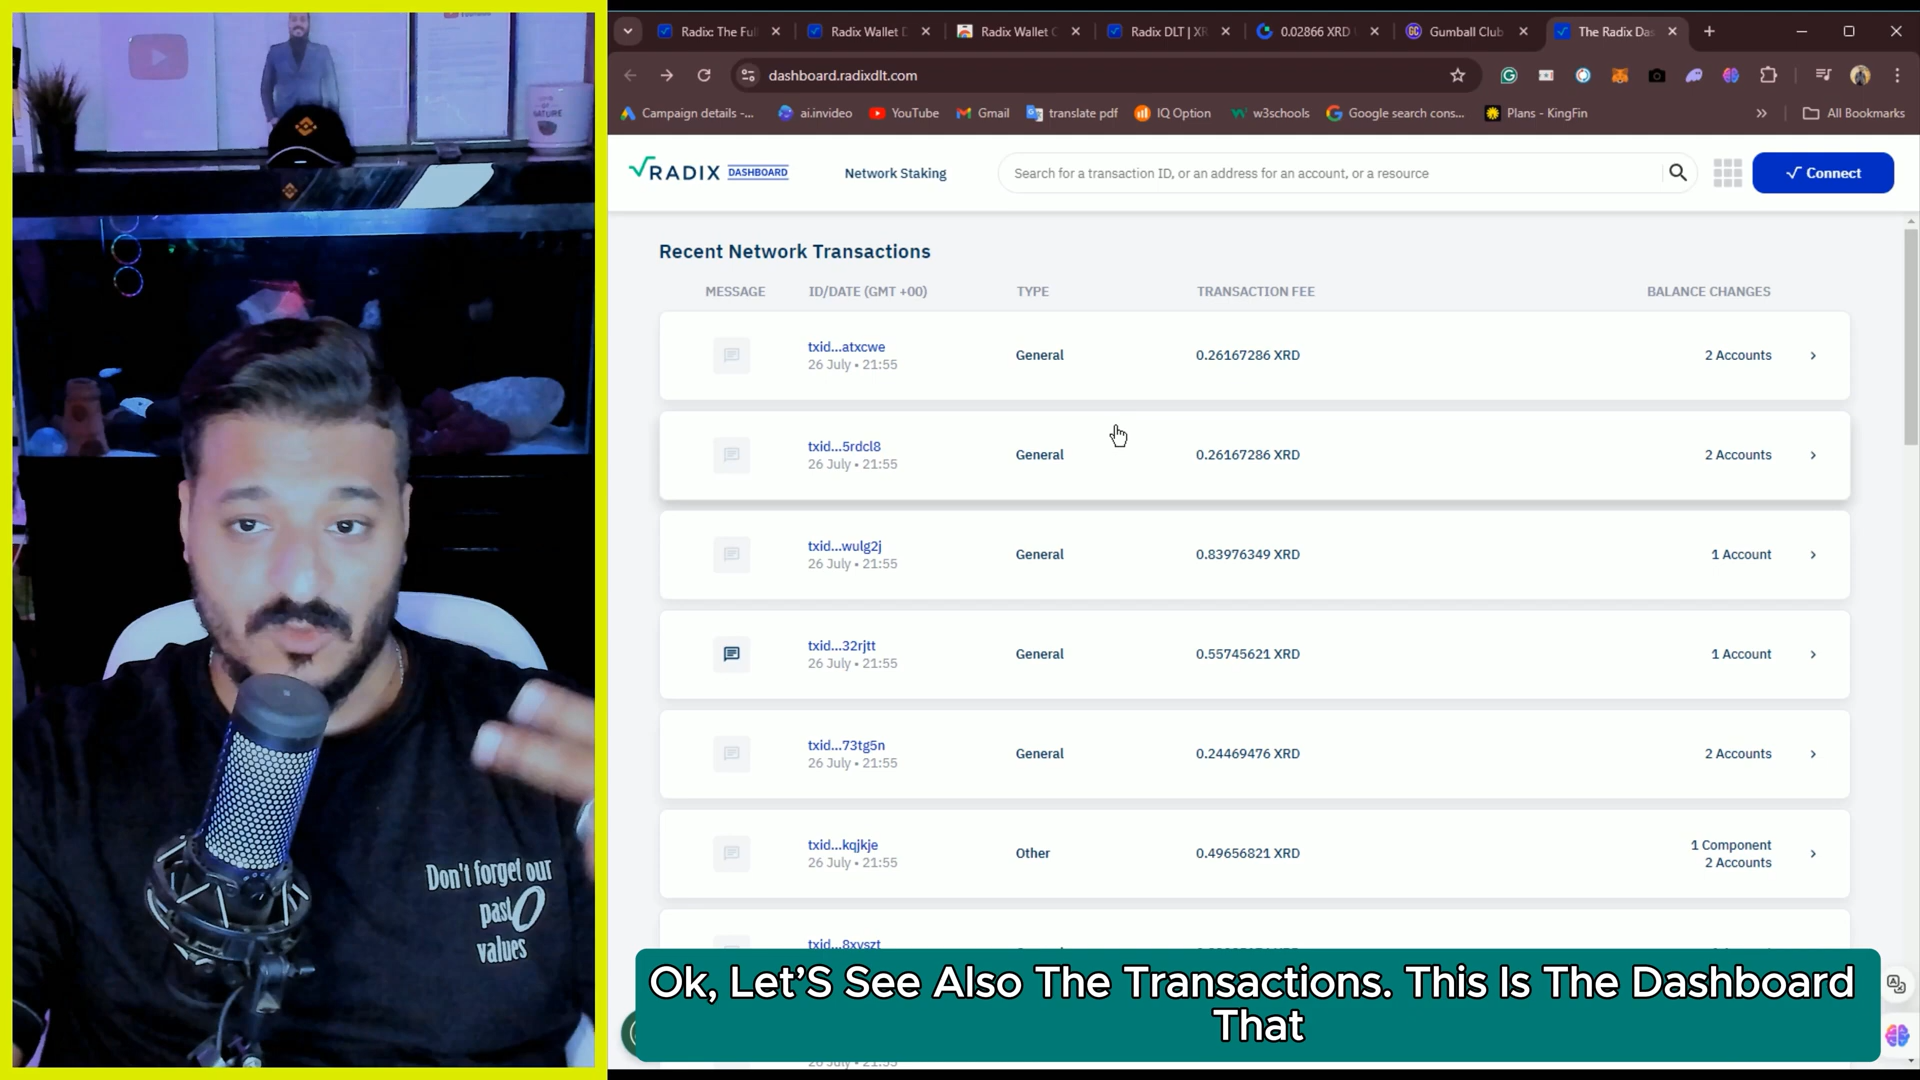 Radix: The Ful
Radix Wallet D
Radix Wallet C
Radix DLT | XR
0.02866 XRD
Gumball Club
The Radix Das
dashboard.radixdlt.com
Campaign details -...
ai.invideo
YouTube
Gmail
translate pdf
IQ Option
w3schools
Google search cons...
Plans - KingFin
All Bookmarks
RADIX DASHBOARD
Network Staking
Search for a transaction ID, or an address for an account, or a resource
Connect
Recent Network Transactions
MESSAGE ID/DATE (GMT +00) TYPE TRANSACTION FEE BALANCE CHANGES
txid...atxcwe
26 July • 21:55
General
0.26167286 XRD
2 Accounts
txid...5rdcl8
26 July • 21:55
General
0.26167286 XRD
2 Accounts
txid...wulg2j
26 July • 21:55
General
0.83976349 XRD
1 Account
txid...32rjtt
26 July • 21:55
General
0.55745621 XRD
1 Account
txid...73tg5n
26 July • 21:55
General
0.24469476 XRD
2 Accounts
txid...kqjkje
26 July • 21:55
Other
0.49656821 XRD
1 Component
2 Accounts
txid...8xvszt
Don't forget our
past
values
Ok, Let'S See Also The Transactions. This Is The Dashboard
That